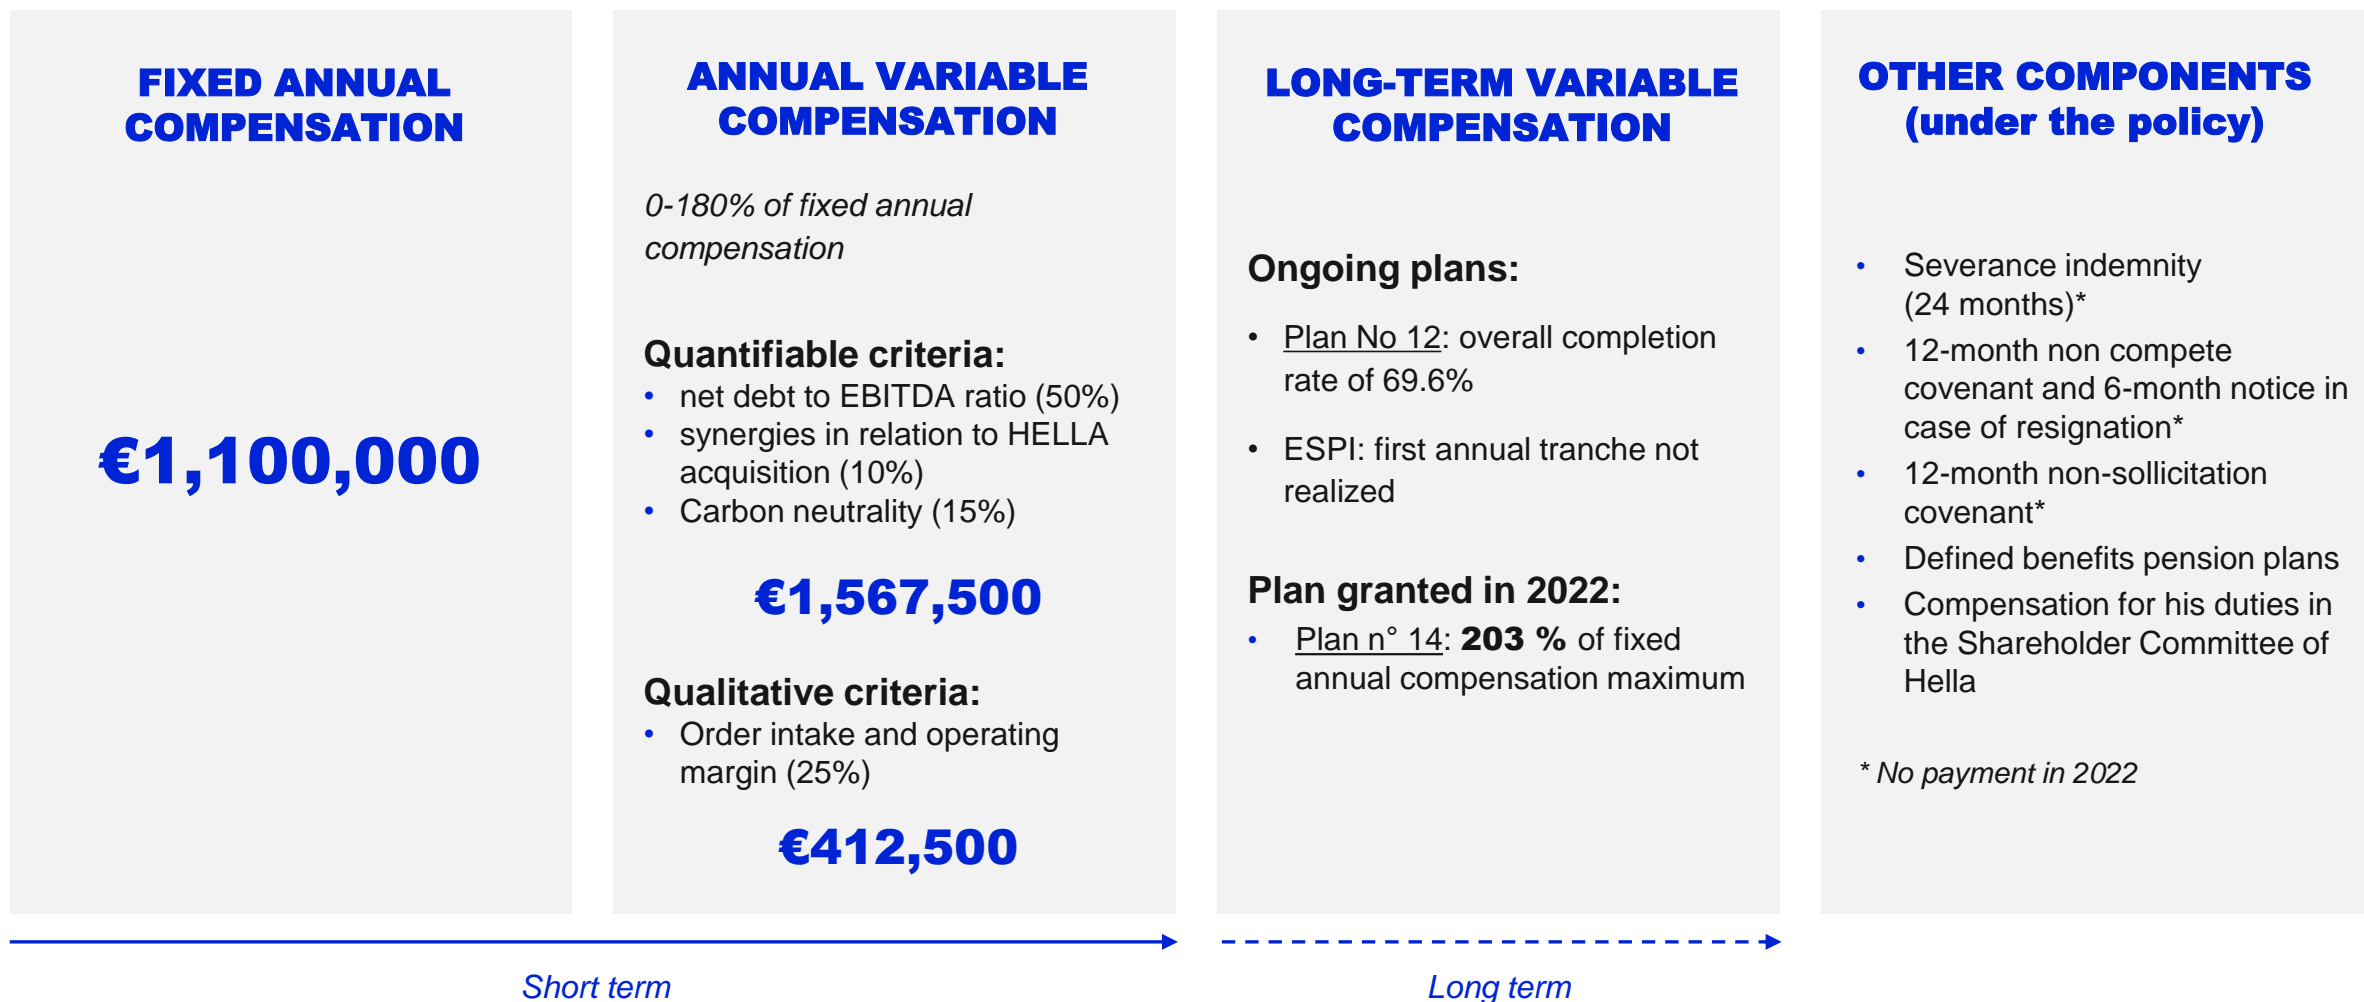 FIXED ANNUAL
COMPENSATION
€1,100,000
ANNUAL VARIABLE
COMPENSATION
0-180% of fixed annual
compensation
Quantifiable criteria:
• net debt to EBITDA ratio (50%)
• synergies in relation to HELLA
acquisition (10%)
• Carbon neutrality (15%)
€1,567,500
Qualitative criteria:
• Order intake and operating
margin (25%)
€412,500
LONG-TERM VARIABLE
COMPENSATION
Ongoing plans:
• Plan No 12: overall completion
rate of 69.6%
• ESPI: first annual tranche not
realized
Plan granted in 2022:
• Plan n° 14: 203 % of fixed
annual compensation maximum
OTHER COMPONENTS
(under the policy)
• Severance indemnity
(24 months)*
• 12-month non compete
covenant and 6-month notice in
case of resignation*
• 12-month non-sollicitation
covenant*
• Defined benefits pension plans
• Compensation for his duties in
the Shareholder Committee of
Hella
* No payment in 2022
Short term
Long term